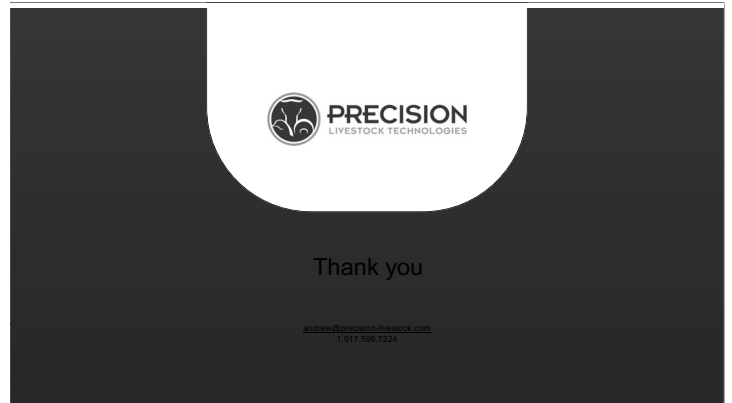 PRECISION
LIVESTOCK TECHNOLOGIES
Thank you
andrew@precision-livestock.com
1.917.596.7224